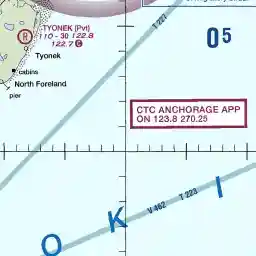 TYONEK (Pvt)
110 - 30 122.8
122.7 C
R
Tyonek
cabins
North Foreland
pier
T 227
05
CTC ANCHORAGE APP
ON 123.8 270.25
V 462 T 223
O K I